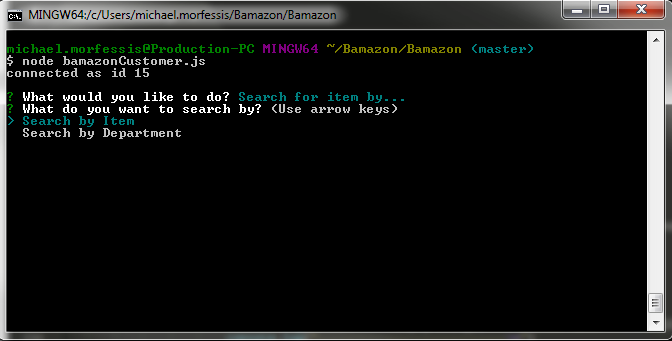 MINGW64:/c/Users/michael.morfessis/Bamazon/Bamazon
michael.morfessis@Production-PC MINGW64 ~/Bamazon/Bamazon (master)
$ node bamazonCustomer.js
connected as id 15
? What would you like to do? Search for item by...
? What do you want to search by? (Use arrow keys)
> Search by Item
Search by Department